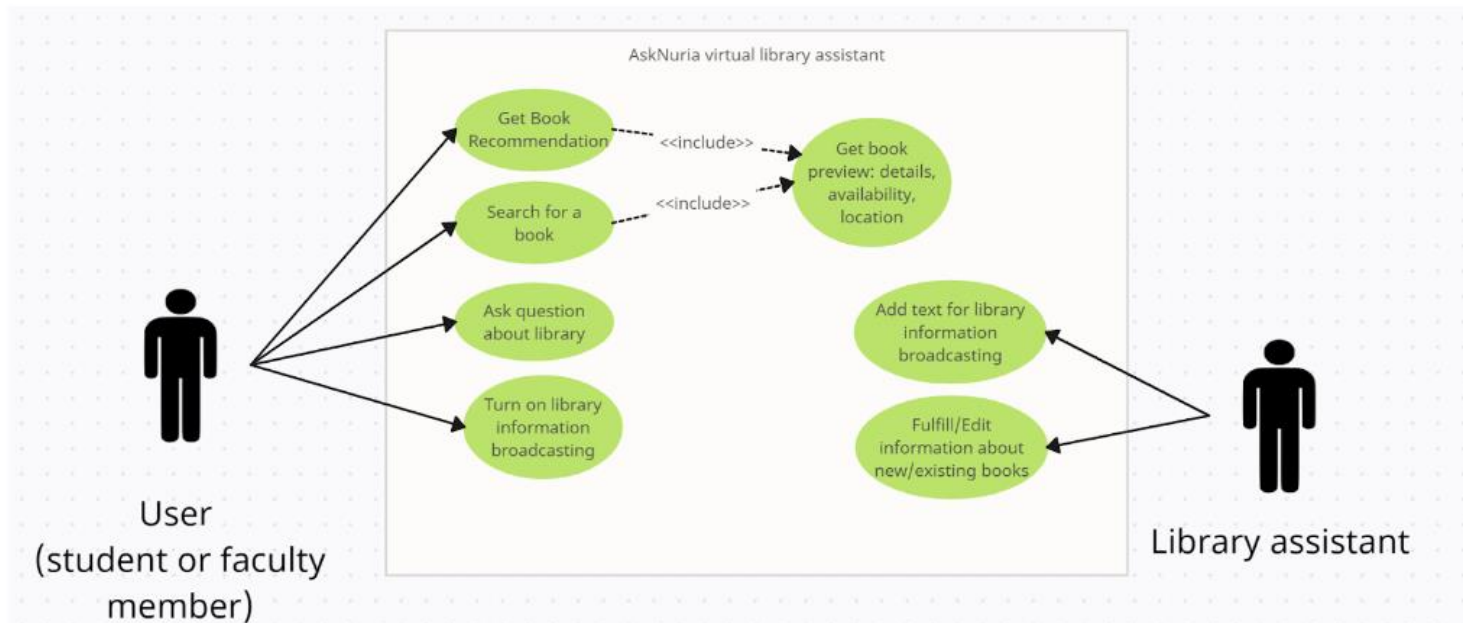 AskNuria virtual library assistant
Get Book
Recommendation
<<include>>
Get book
preview: details,
availability,
location
Search for a
book
<<include>>
Ask question
about library
Add text for library
information
broadcasting
Turn on library
information
broadcasting
Fulfill/Edit
information about
new/existing books
User
(student or faculty
member)
Library assistant